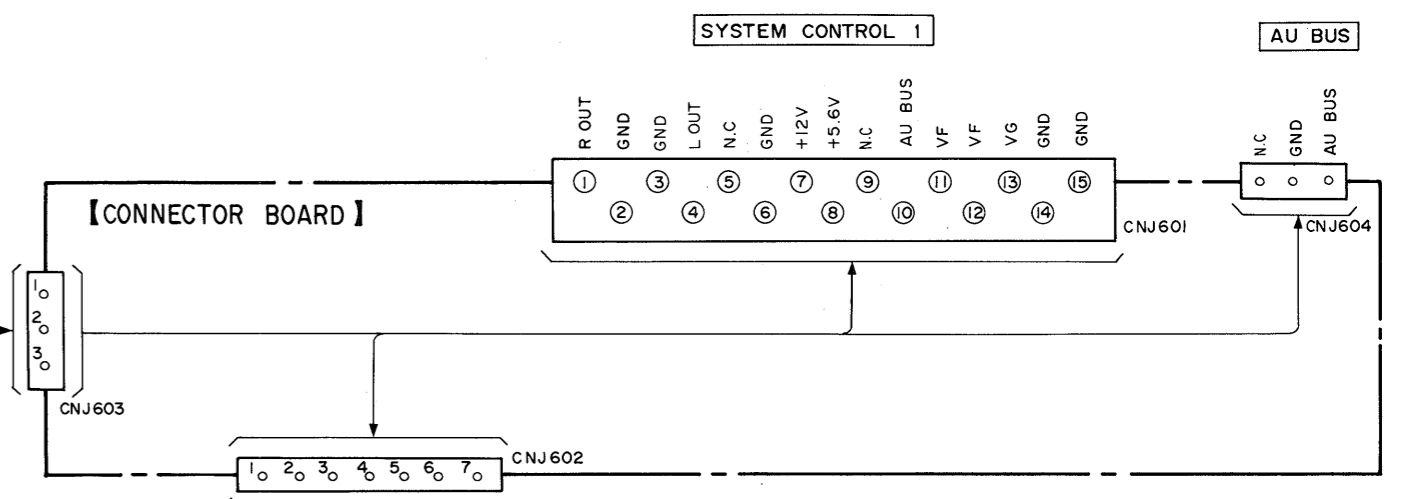 SYSTEM CONTROL 1
AU BUS
R OUT
GND
GND
L OUT
N.C
GND
+12V
+5.6V
N.C
AU BUS
VF
VF
VG
GND
GND
N.C
GND
AU BUS
1 3 5 7 9 11 13 15
2 4 6 8 10 12 14
【CONNECTOR BOARD】
CNJ601
CNJ604
1
2
3
CNJ603
CNJ602
1 2 3 4 5 6 7